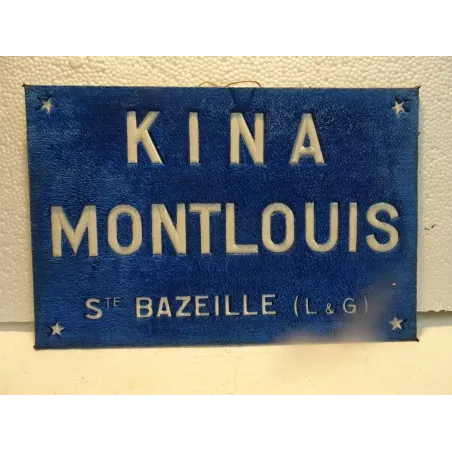 KINA
MONTLOUIS
STE BAZEILLE (L & G)